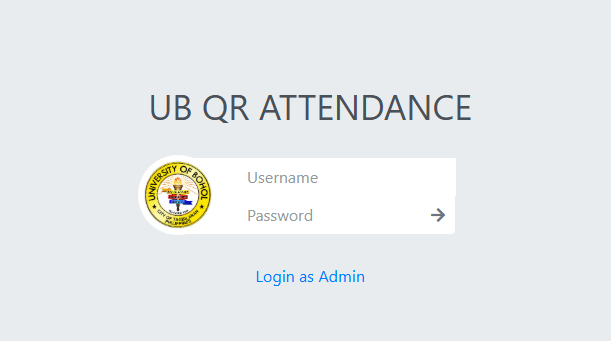 UB QR ATTENDANCE
UNIVERSITY OF BOHOL
CITY OF TAGBILARAN
PHILIPPINES
Username
Password
Login as Admin